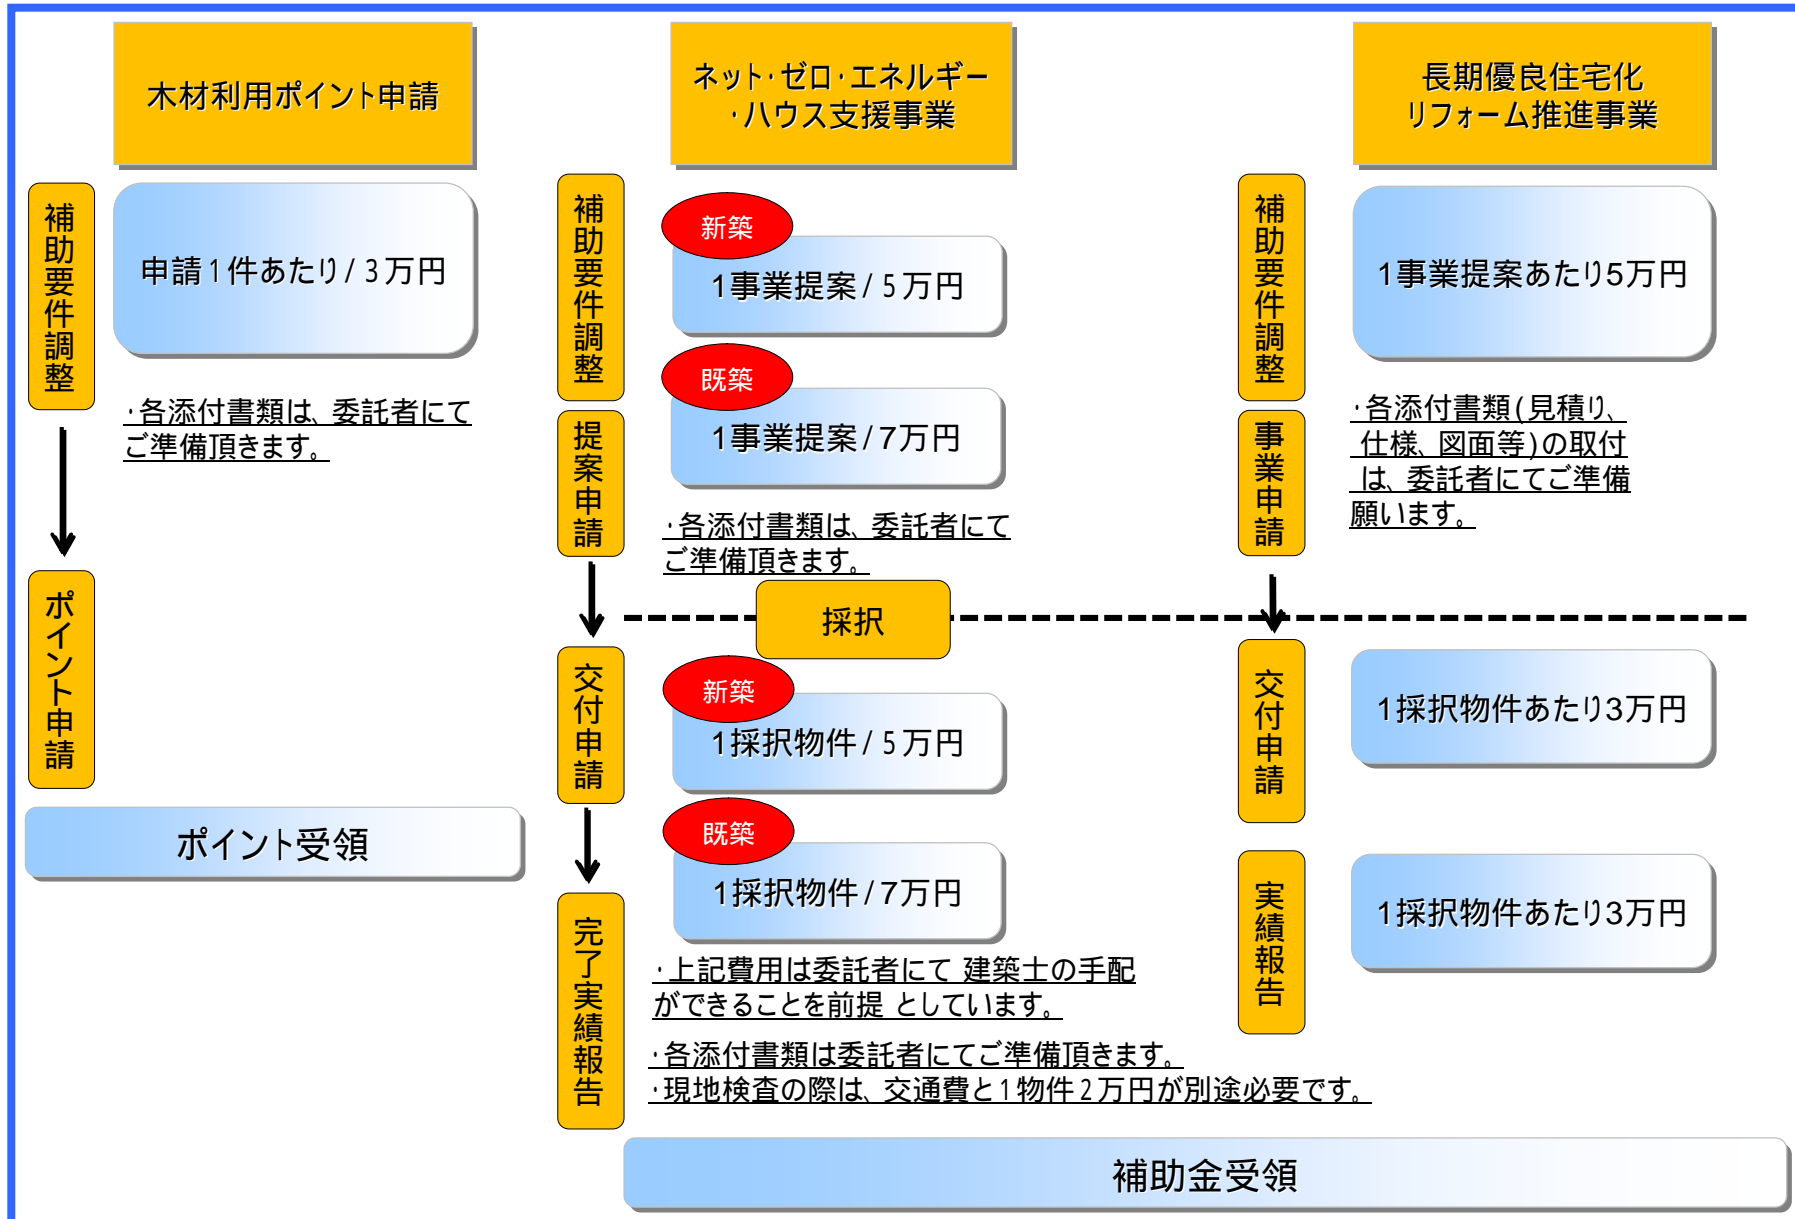 木材利用ポイント申請
補助要件調整
申請1件あたり/3万円
・各添付書類は、委託者にて
ご準備頂きます。
ポイント申請
ポイント受領
ネット・ゼロ・エネルギー
・ハウス支援事業
補助要件調整
新築
1事業提案/5万円
既築
1事業提案/7万円
提案申請
・各添付書類は、委託者にて
ご準備頂きます。
採択
交付申請
新築
1採択物件/5万円
既築
1採択物件/7万円
完了実績報告
・上記費用は委託者にて 建築士の手配
ができることを前提 としています。
・各添付書類は委託者にてご準備頂きます。
・現地検査の際は、交通費と1物件2万円が別途必要です。
長期優良住宅化
リフォーム推進事業
補助要件調整
1事業提案あたり5万円
事業申請
・各添付書類(見積り、
仕様、図面等)の取付
は、委託者にてご準備
願います。
交付申請
1採択物件あたり3万円
実績報告
1採択物件あたり3万円
補助金受領